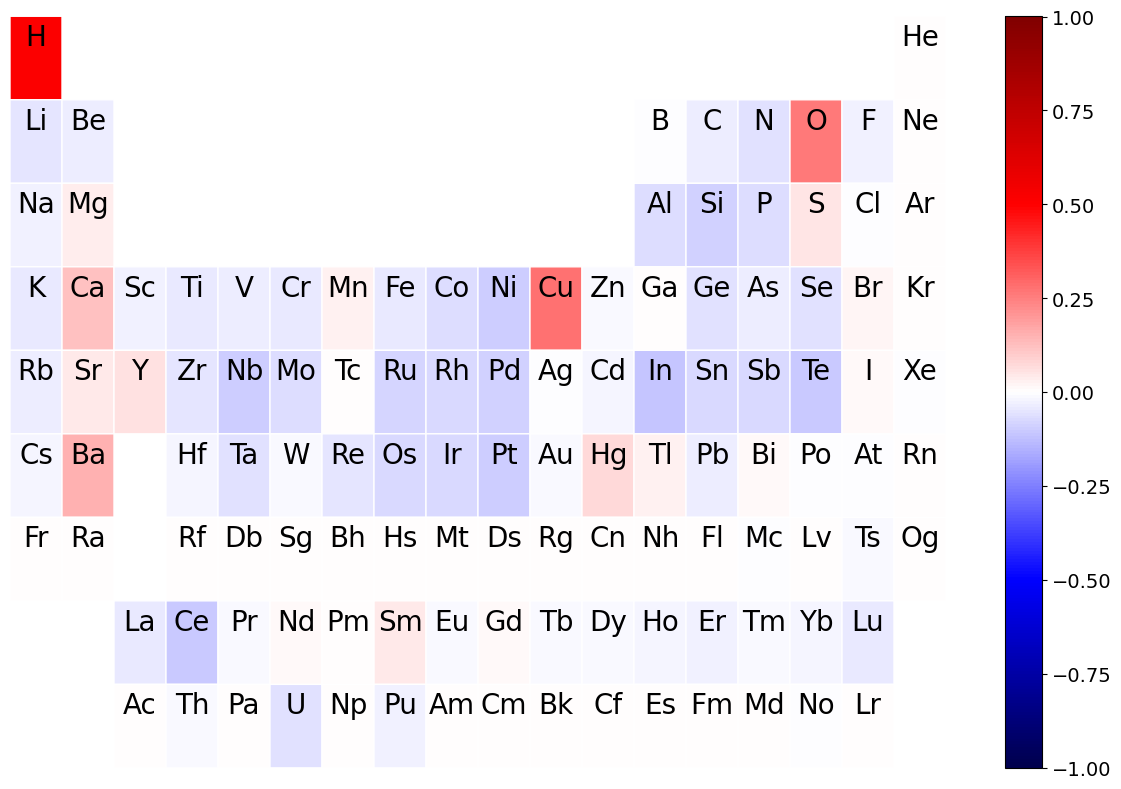 H He
Li Be B C N O F Ne
Na Mg Al Si P S Cl Ar
K Ca Sc Ti V Cr Mn Fe Co Ni Cu Zn Ga Ge As Se Br Kr
Rb Sr Y Zr Nb Mo Tc Ru Rh Pd Ag Cd In Sn Sb Te I Xe
Cs Ba Hf Ta W Re Os Ir Pt Au Hg Tl Pb Bi Po At Rn
Fr Ra Rf Db Sg Bh Hs Mt Ds Rg Cn Nh Fl Mc Lv Ts Og
La Ce Pr Nd Pm Sm Eu Gd Tb Dy Ho Er Tm Yb Lu
Ac Th Pa U Np Pu Am Cm Bk Cf Es Fm Md No Lr
1.00
0.75
0.50
0.25
0.00
−0.25
−0.50
−0.75
−1.00